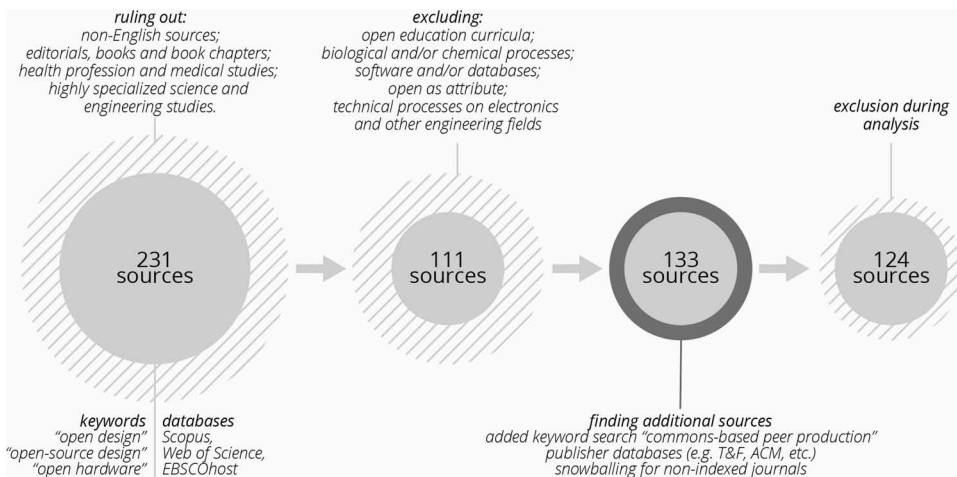 ruling out:
non-English sources;
editorials, books and book chapters;
health profession and medical studies;
highly specialized science and
engineering studies.
excluding:
open education curricula;
biological and/or chemical processes;
software and/or databases;
open as attribute;
technical processes on electronics
and other engineering fields
exclusion during
analysis
231
sources
111
sources
133
sources
124
sources
keywords
"open design"
"open-source design"
"open hardware"
databases
Scopus,
Web of Science,
EBSCOhost
finding additional sources
added keyword search “commons-based peer production”
publisher databases (e.g. T&F, ACM, etc.)
snowballing for non-indexed journals